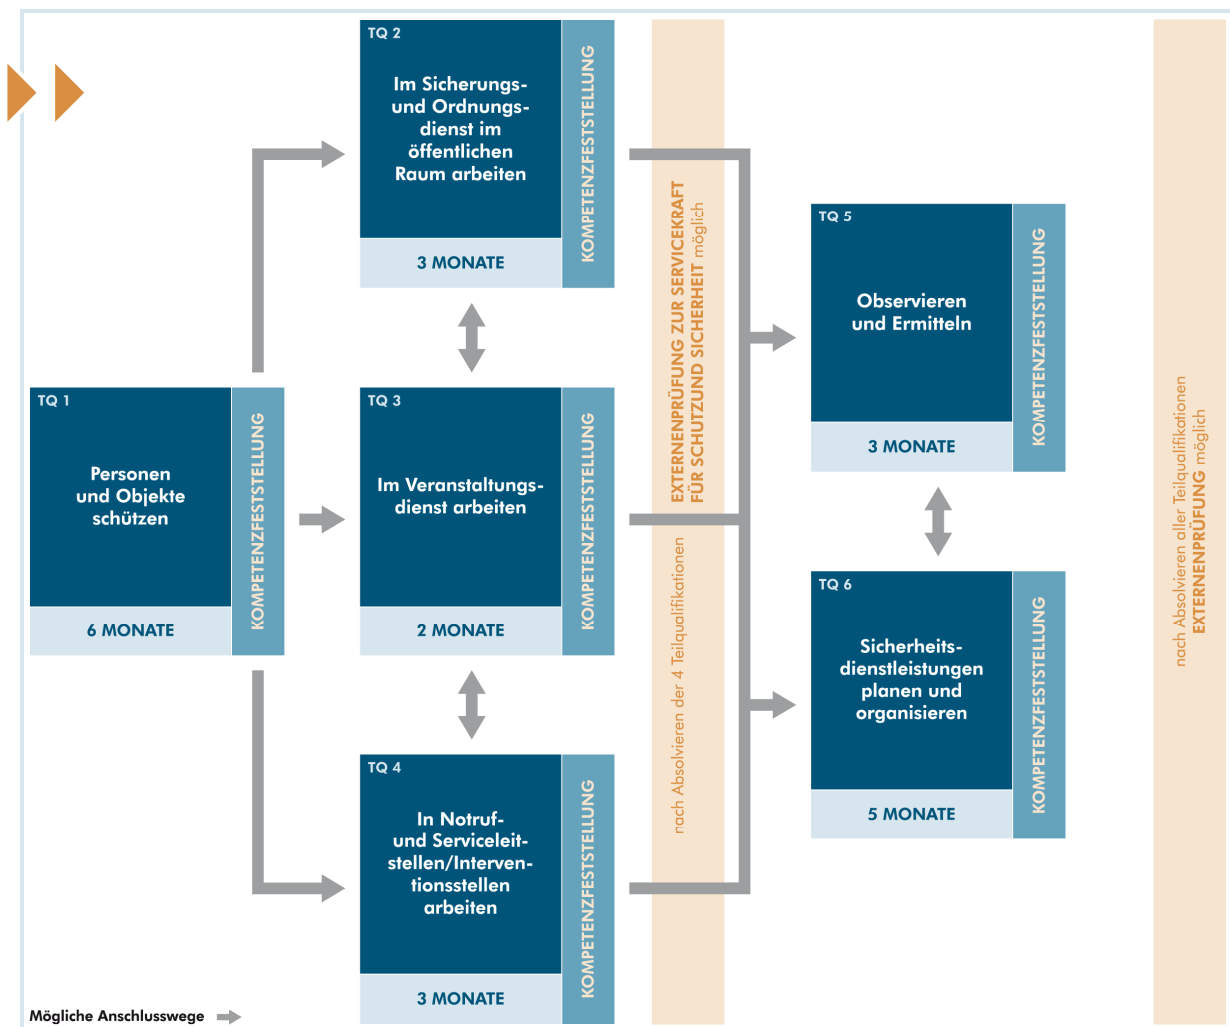 TQ 1
Personen
und Objekte
schützen
6 MONATE
KOMPETENZFESTSTELLUNG
TQ 2
Im Sicherungs-
und Ordnungs-
dienst im
öffentlichen
Raum arbeiten
3 MONATE
KOMPETENZFESTSTELLUNG
TQ 3
Im Veranstaltungs-
dienst arbeiten
2 MONATE
KOMPETENZFESTSTELLUNG
TQ 4
In Notruf-
und Serviceleit-
stellen/Interven-
tionsstellen
arbeiten
3 MONATE
KOMPETENZFESTSTELLUNG
nach Absolvieren der 4 Teilqualifikationen
EXTERNENPRÜFUNG ZUR SERVICEKRAFT
FÜR SCHUTZUND SICHERHEIT möglich
TQ 5
Observieren
und Ermitteln
3 MONATE
KOMPETENZFESTSTELLUNG
TQ 6
Sicherheits-
dienstleistungen
planen und
organisieren
5 MONATE
KOMPETENZFESTSTELLUNG
nach Absolvieren aller Teilqualifikationen
EXTERNENPRÜFUNG möglich
Mögliche Anschlusswege